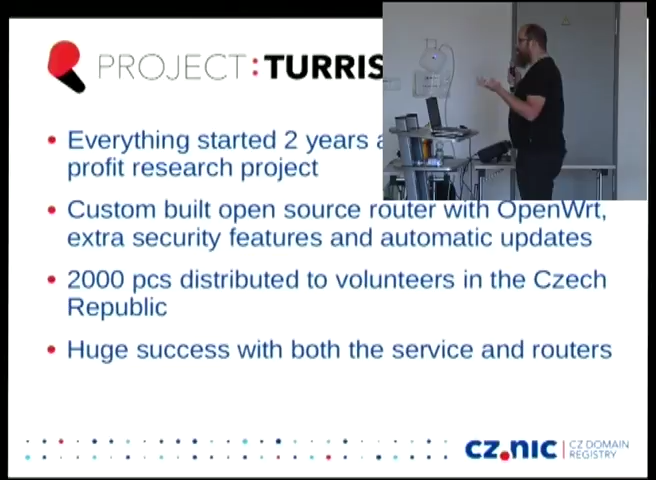 PROJECT:TURRIS
Everything started 2 years
profit research project
Custom built open source router with OpenWrt,
extra security features and automatic updates
2000 pcs distributed to volunteers in the Czech
Republic
Huge success with both the service and routers
CZ.NIC | CZ DOMAIN
REGISTRY